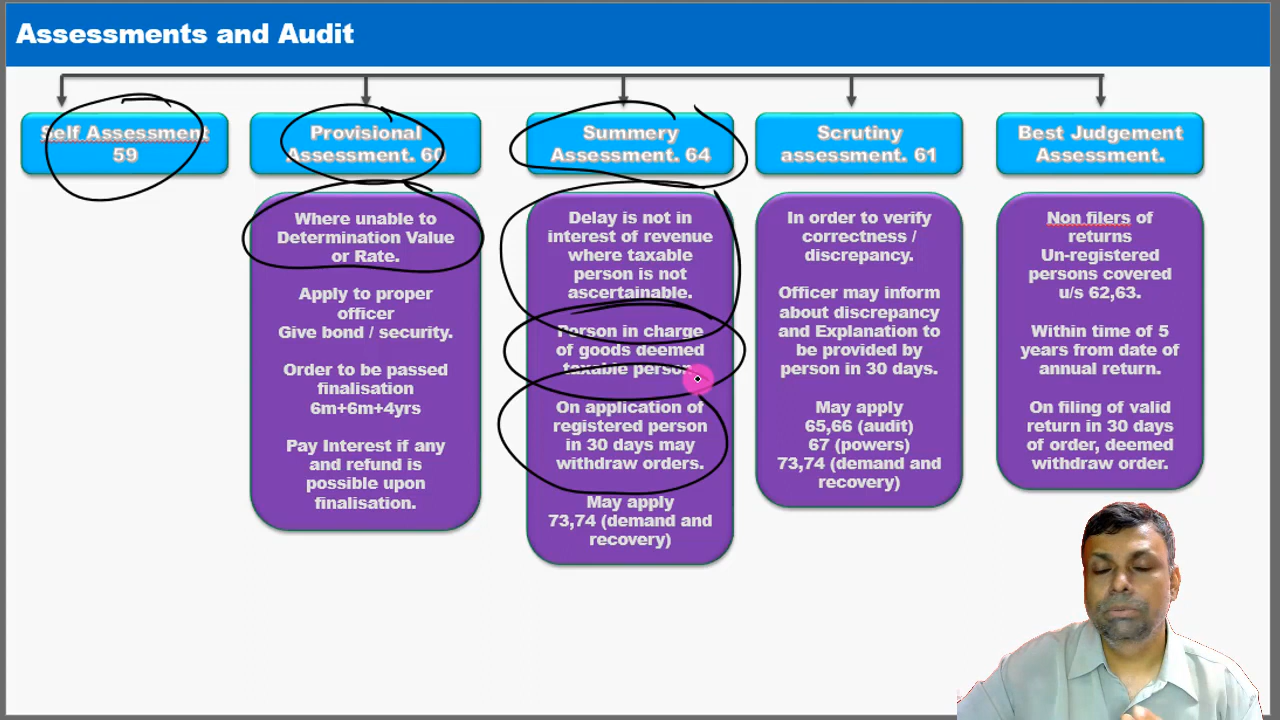 Assessments and Audit
Self Assessment
59
Provisional
Assessment. 60
Where unable to
Determination Value
or Rate.
Apply to proper
officer
Give bond / security.
Order to be passed
finalisation
6m+6m+4yrs
Pay Interest if any
and refund is
possible upon
finalisation.
Summery
Assessment. 64
Delay is not in
interest of revenue
where taxable
person is not
ascertainable.
Person in charge
of goods deemed
taxable person.
On application of
registered person
in 30 days may
withdraw orders.
May apply
73,74 (demand and
recovery)
Scrutiny
assessment. 61
In order to verify
correctness /
discrepancy.
Officer may inform
about discrepancy
and Explanation to
be provided by
person in 30 days.
May apply
65,66 (audit)
67 (powers)
73,74 (demand and
recovery)
Best Judgement
Assessment.
Non filers of
returns
Un-registered
persons covered
u/s 62,63.
Within time of 5
years from date of
annual return.
On filing of valid
return in 30 days
of order, deemed
withdraw order.